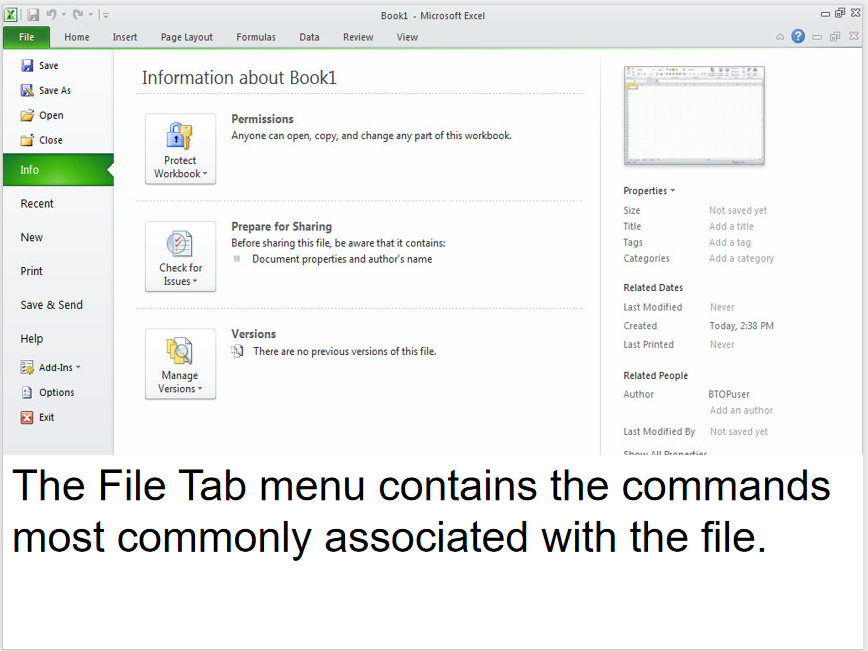 Book1 - Microsoft Excel
File Home Insert Page Layout Formulas Data Review View
Save
Save As
Open
Close
Info
Recent
New
Print
Save & Send
Help
Add-Ins
Options
Exit
Information about Book1
Protect
Workbook
Permissions
Anyone can open, copy, and change any part of this workbook.
Check for
Issues
Prepare for Sharing
Before sharing this file, be aware that it contains:
Document properties and author's name
Manage
Versions
Versions
There are no previous versions of this file.
Properties
Size Not saved yet
Title Add a title
Tags Add a tag
Categories Add a category
Related Dates
Last Modified Never
Created Today, 2:38 PM
Last Printed Never
Related People
Author BTOPuser
Add an author
Last Modified By Not saved yet
Show All Properties
The File Tab menu contains the commands
most commonly associated with the file.